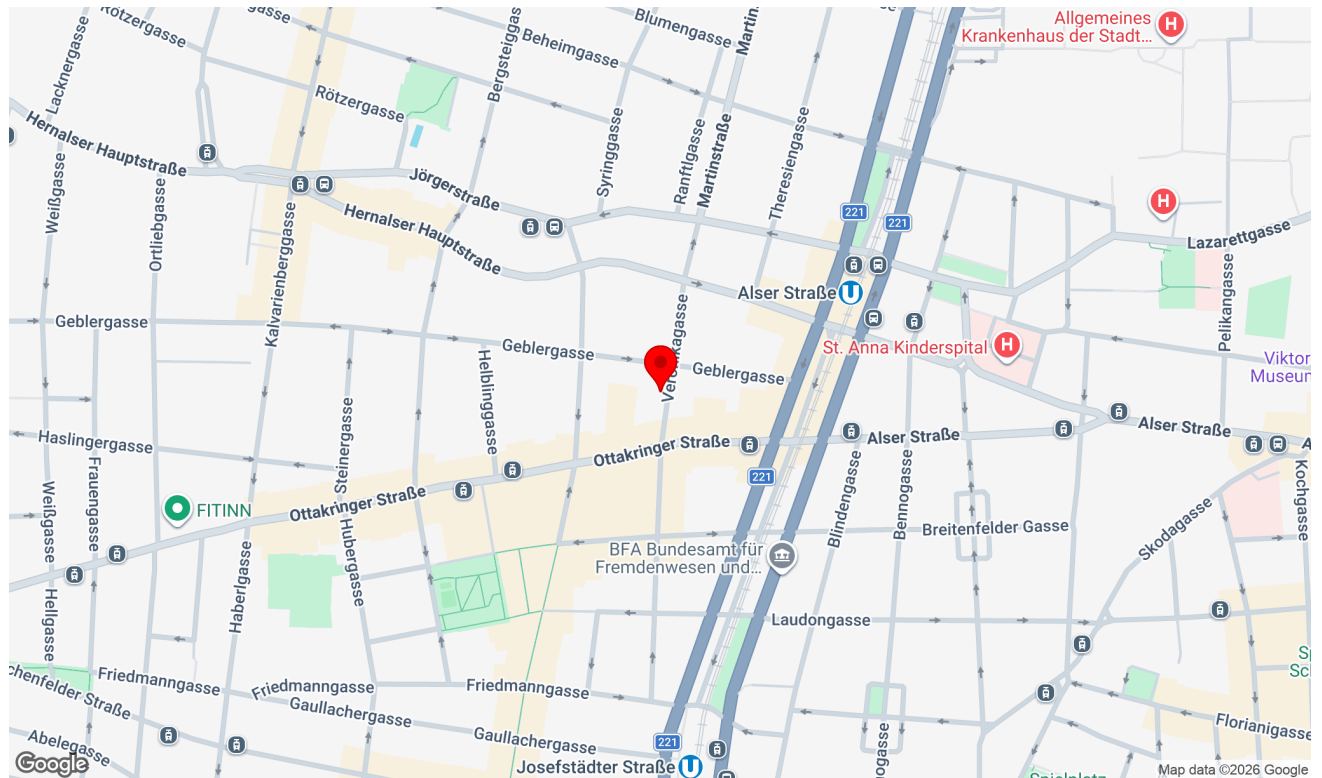 Allgemeines
Krankenhaus der Stadt...
Rötzergasse
Blumengasse
Beheimgasse
Bergsteiggasse
Lacknergasse
Rötzergasse
Hernalser Hauptstraße
Weißgasse
Ortliebgasse
Jörgerstraße
Syringgasse
Ranftlgasse
Martinstraße
Theresiengasse
Hernalser Hauptstraße
Kalvarienberggasse
221
221
Lazarettgasse
Pelikangasse
Alser Straße
Geblergasse
Geblergasse
Geblergasse
St. Anna Kinderspital
Viktor
Museum
Helblinggasse
Steinergasse
Haslingergasse
Ottakringer Straße
Alser Straße
Alser Straße
221
Weißgasse
Frauengasse
FITINN
Ottakringer Straße
Hubergasse
Haberlgasse
Blindengasse
Bennogasse
Breitenfelder Gasse
Skodagasse
Kochgasse
BFA Bundesamt für
Fremdenwesen und...
Hellgasse
Laudongasse
Friedmanngasse
Friedmanngasse
Friedmanngasse
Gaullachergasse
Gaullachergasse
Abelegasse
221
Josefstädter Straße
Florianigasse
Google
Map data ©2026 Google